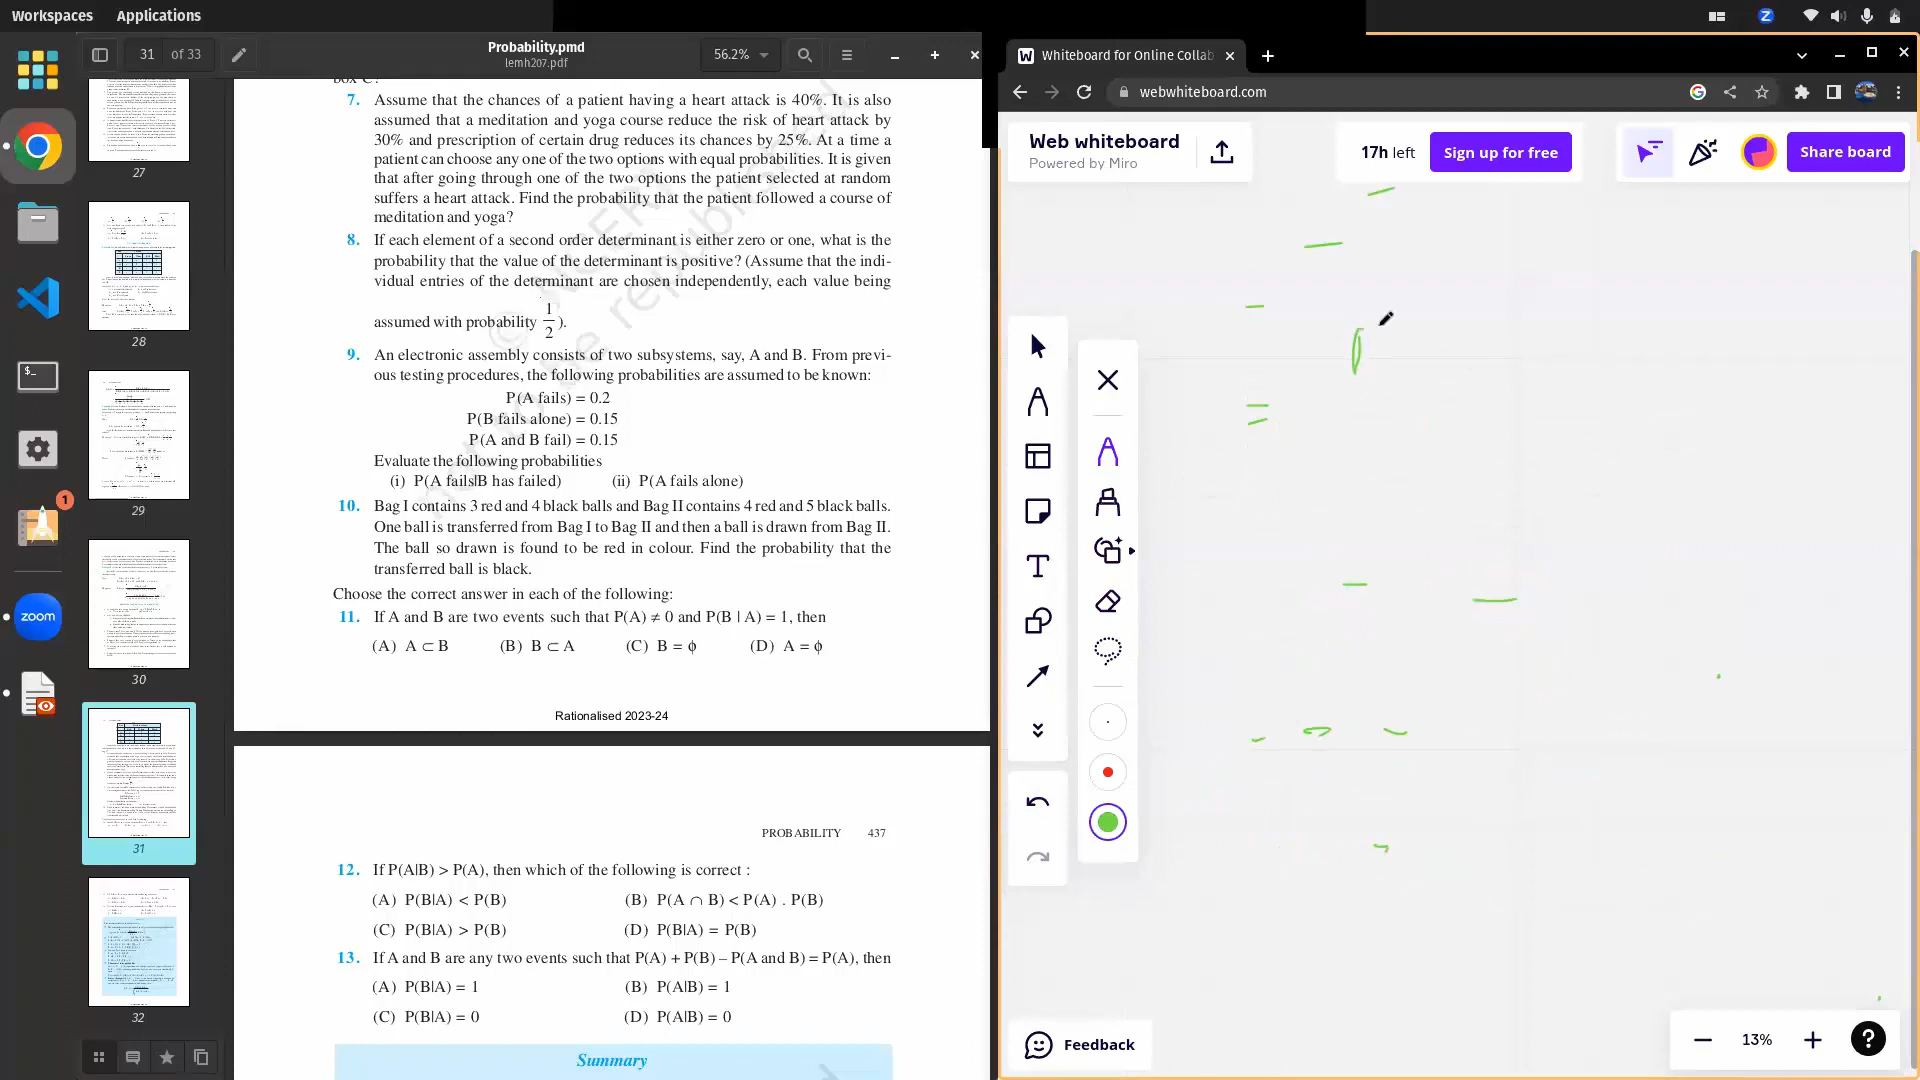 Workspaces Applications
31 of 33
Probability.pmd
lemh207.pdf
56.2%
27
28
29
30
31
32
1
$_
zoom
box C?
7. Assume that the chances of a patient having a heart attack is 40%. It is also
assumed that a meditation and yoga course reduce the risk of heart attack by
30% and prescription of certain drug reduces its chances by 25%. At a time a
patient can choose any one of the two options with equal probabilities. It is given
that after going through one of the two options the patient selected at random
suffers a heart attack. Find the probability that the patient followed a course of
meditation and yoga?
8. If each element of a second order determinant is either zero or one, what is the
probability that the value of the determinant is positive? (Assume that the indi-
vidual entries of the determinant are chosen independently, each value being
assumed with probability 1/2 ).
9. An electronic assembly consists of two subsystems, say, A and B. From previ-
ous testing procedures, the following probabilities are assumed to be known:
P(A fails) = 0.2
P(B fails alone) = 0.15
P(A and B fail) = 0.15
Evaluate the following probabilities
(i) P(A fails|B has failed) (ii) P(A fails alone)
10. Bag I contains 3 red and 4 black balls and Bag II contains 4 red and 5 black balls.
One ball is transferred from Bag I to Bag II and then a ball is drawn from Bag II.
The ball so drawn is found to be red in colour. Find the probability that the
transferred ball is black.
Choose the correct answer in each of the following:
11. If A and B are two events such that P(A) ≠ 0 and P(B | A) = 1, then
(A) A ⊂ B (B) B ⊂ A (C) B = ϕ (D) A = ϕ
Rationalised 2023-24
PROBABILITY 437
12. If P(A|B) > P(A), then which of the following is correct :
(A) P(B|A) < P(B) (B) P(A ∩ B) < P(A) . P(B)
(C) P(B|A) > P(B) (D) P(B|A) = P(B)
13. If A and B are any two events such that P(A) + P(B) – P(A and B) = P(A), then
(A) P(B|A) = 1 (B) P(A|B) = 1
(C) P(B|A) = 0 (D) P(A|B) = 0
Summary
Whiteboard for Online Collab
webwhiteboard.com
Web whiteboard
Powered by Miro
17h left
Sign up for free
Share board
Feedback
13%